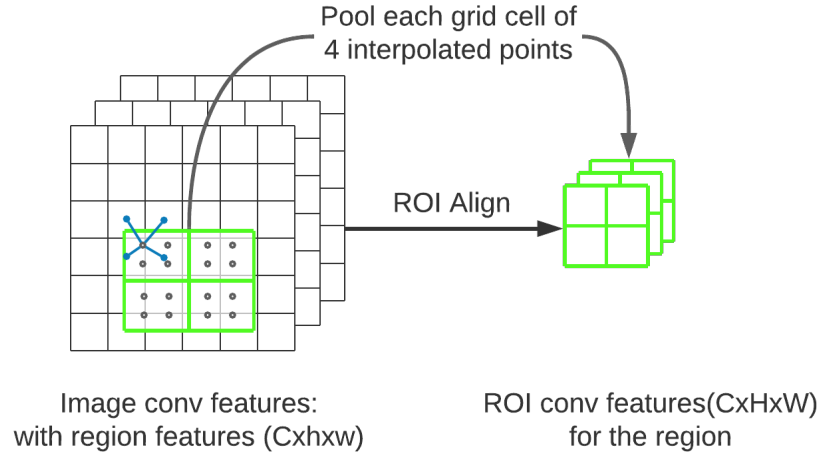 Pool each grid cell of
4 interpolated points
ROI Align
Image conv features:
with region features (Cxhxw)
ROI conv features(CxHxW)
for the region